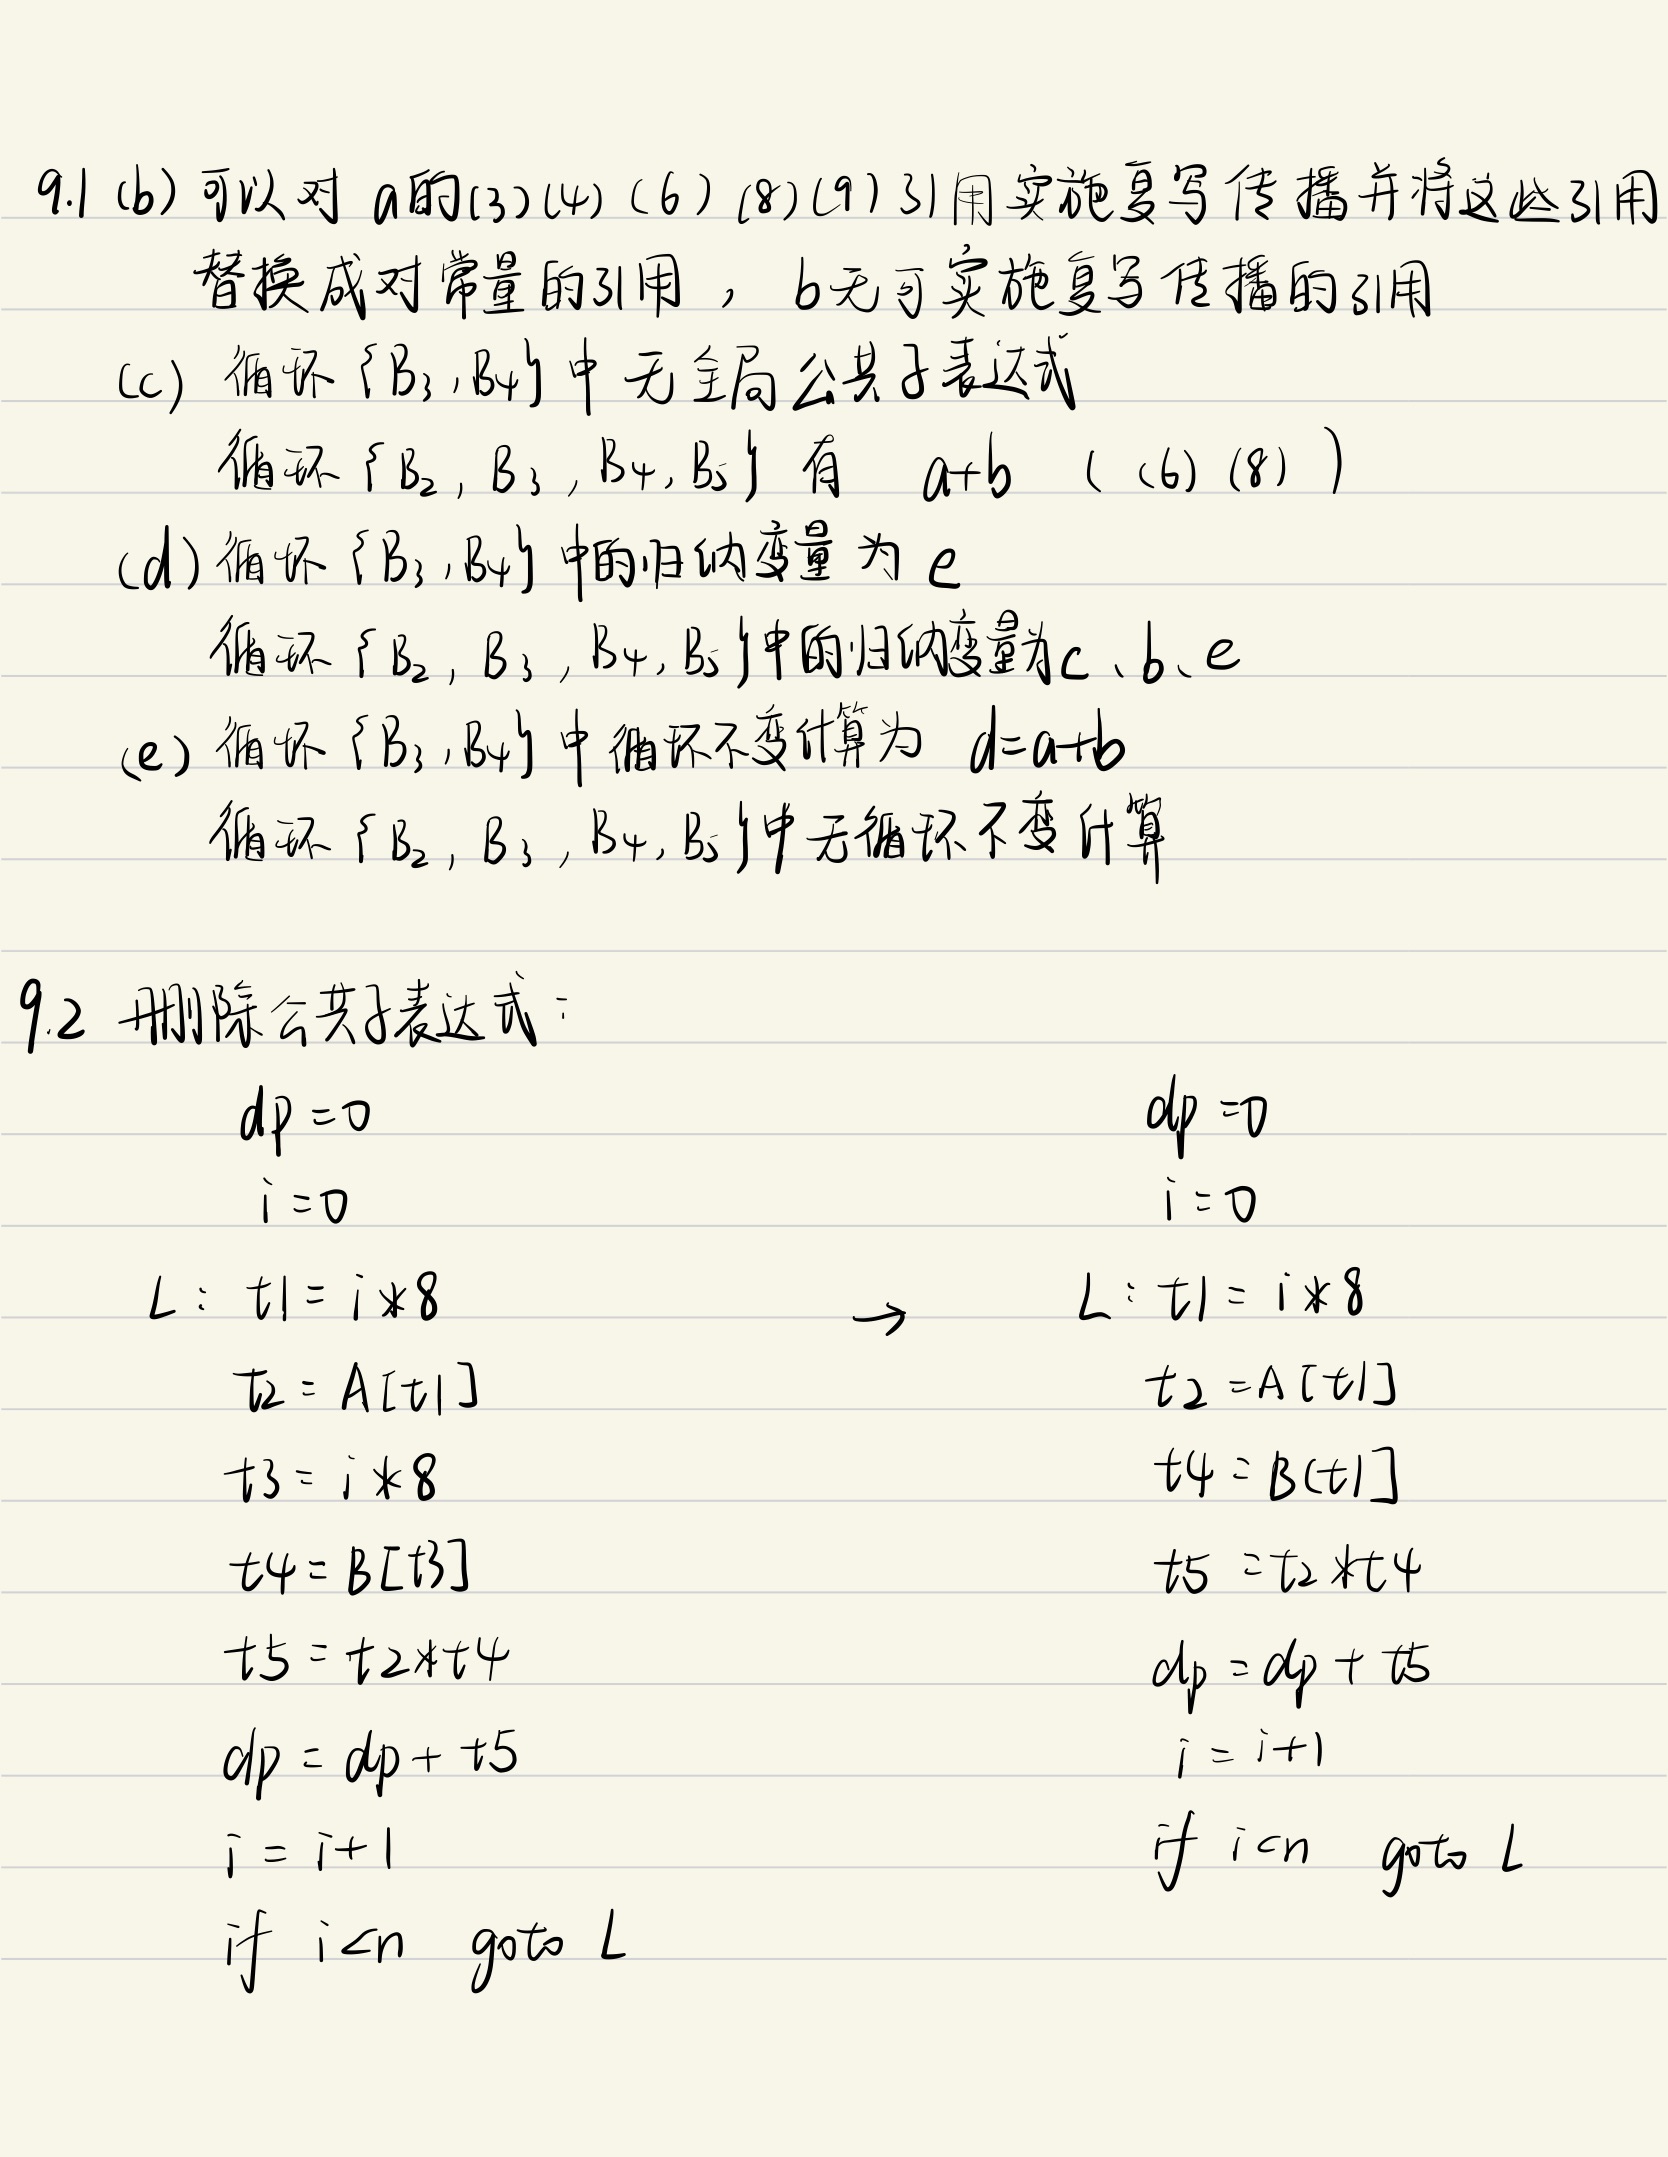 9.1 (b) 可以对 a的(3)(4) (6) (8)(9)引用实施复写传播并将这些引用
替换成对常量的引用，b无可实施复写传播的引用
(c) 循环{B3,B4}中无全局公共子表达式
循环{B2, B3, B4, B5}有 a+b ((6)(8))
(d) 循环{B3,B4}中的归纳变量为e
循环{B2, B3, B4, B5}中的归纳变量为c、b、e
(e) 循环{B3,B4}中循环不变计算为 d=a+b
循环{B2, B3, B4, B5}中无循环不变计算
9.2 删除公共子表达式:
dp=0
i=0
L: t1=i*8
t2=A[t1]
t3=i*8
t4=B[t3]
t5=t2*t4
dp=dp+t5
i=i+1
if i<n goto L
→
dp=0
i=0
L: t1=i*8
t2=A[t1]
t4=B(t1]
t5=t2*t4
dp=dp+t5
i=i+1
if i<n goto L